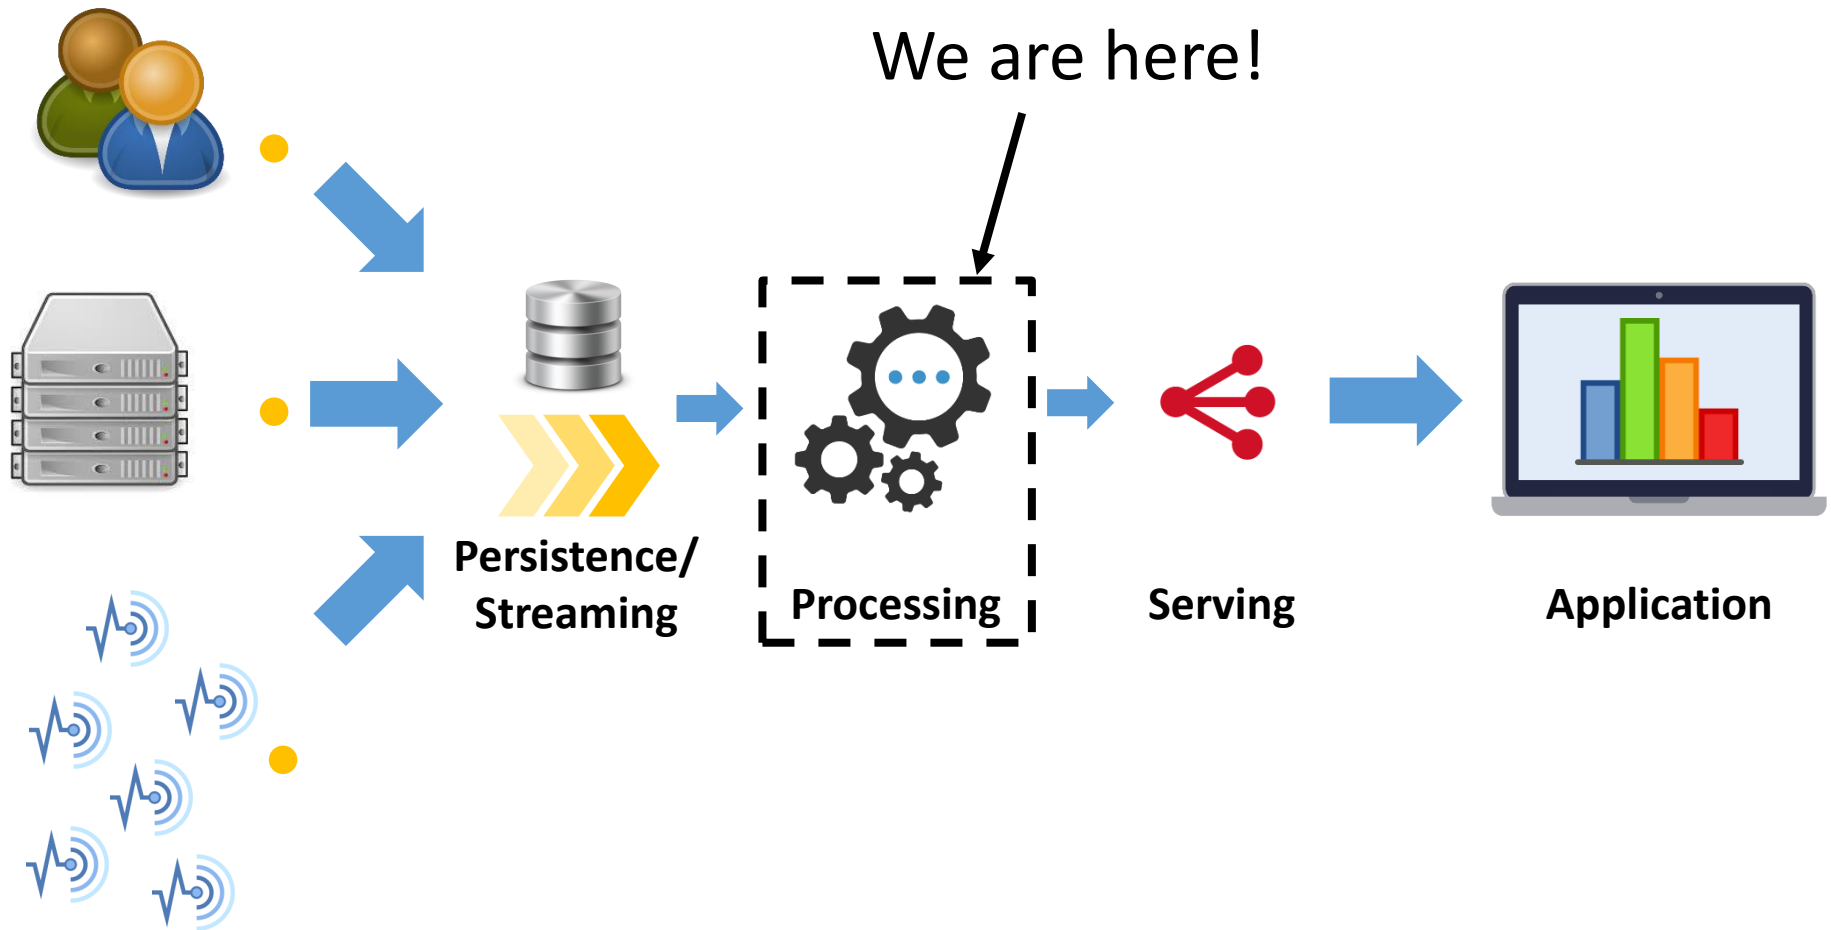 We are here!
Persistence/
Streaming
Processing
Serving
Application